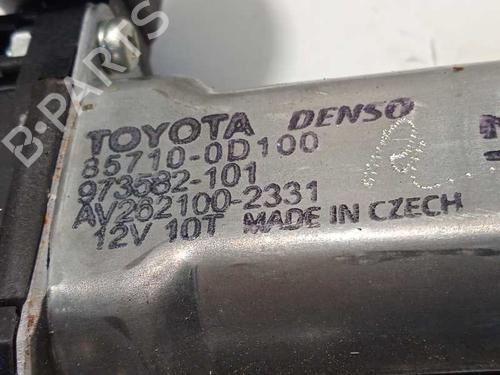 B-PARTS
TOYOTA DENSO
85710-0D100
973582-101
AV262100-2331
12V 10T MADE IN CZECH